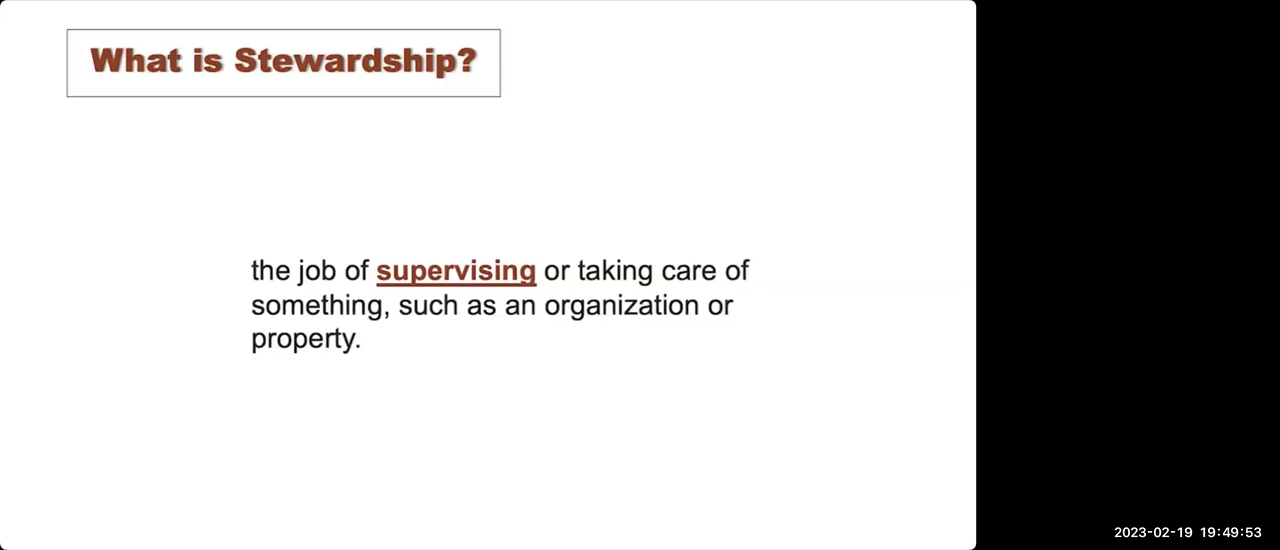 What is Stewardship?
the job of supervising or taking care of
something, such as an organization or
property.
2023-02-19 19:49:53